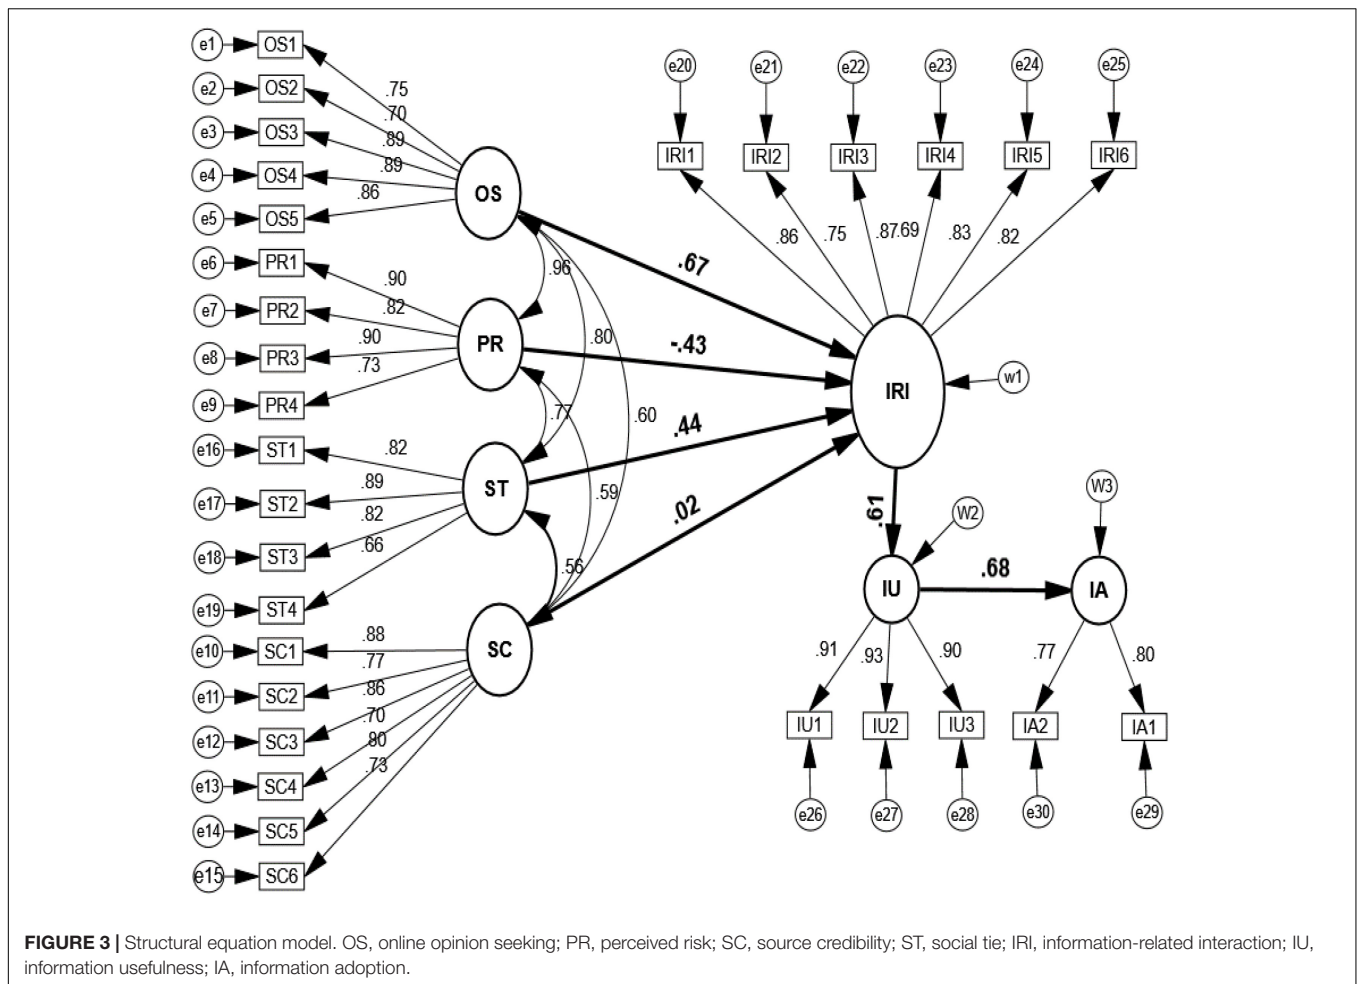 e1 OS1
e2 OS2
e3 OS3
e4 OS4
e5 OS5
e6 PR1
e7 PR2
e8 PR3
e9 PR4
e16 ST1
e17 ST2
e18 ST3
e19 ST4
e10 SC1
e11 SC2
e12 SC3
e13 SC4
e14 SC5
e15 SC6
.75
.70
.89
.89
.86
.90
.82
.90
.73
.82
.89
.82
.66
.88
.77
.86
.70
.80
.73
OS
PR
ST
SC
.96
.80
.60
.77
.59
.56
.67
-.43
.44
.02
e20 e21 e22 e23 e24 e25
IRI1 IRI2 IRI3 IRI4 IRI5 IRI6
.86 .75 .87 .69 .83 .82
IRI
w1
.61
W2
W3
IU
.68
IA
.91 .93 .90 .77 .80
IU1 IU2 IU3 IA2 IA1
e26 e27 e28 e30 e29
FIGURE 3 | Structural equation model. OS, online opinion seeking; PR, perceived risk; SC, source credibility; ST, social tie; IRI, information-related interaction; IU,
information usefulness; IA, information adoption.